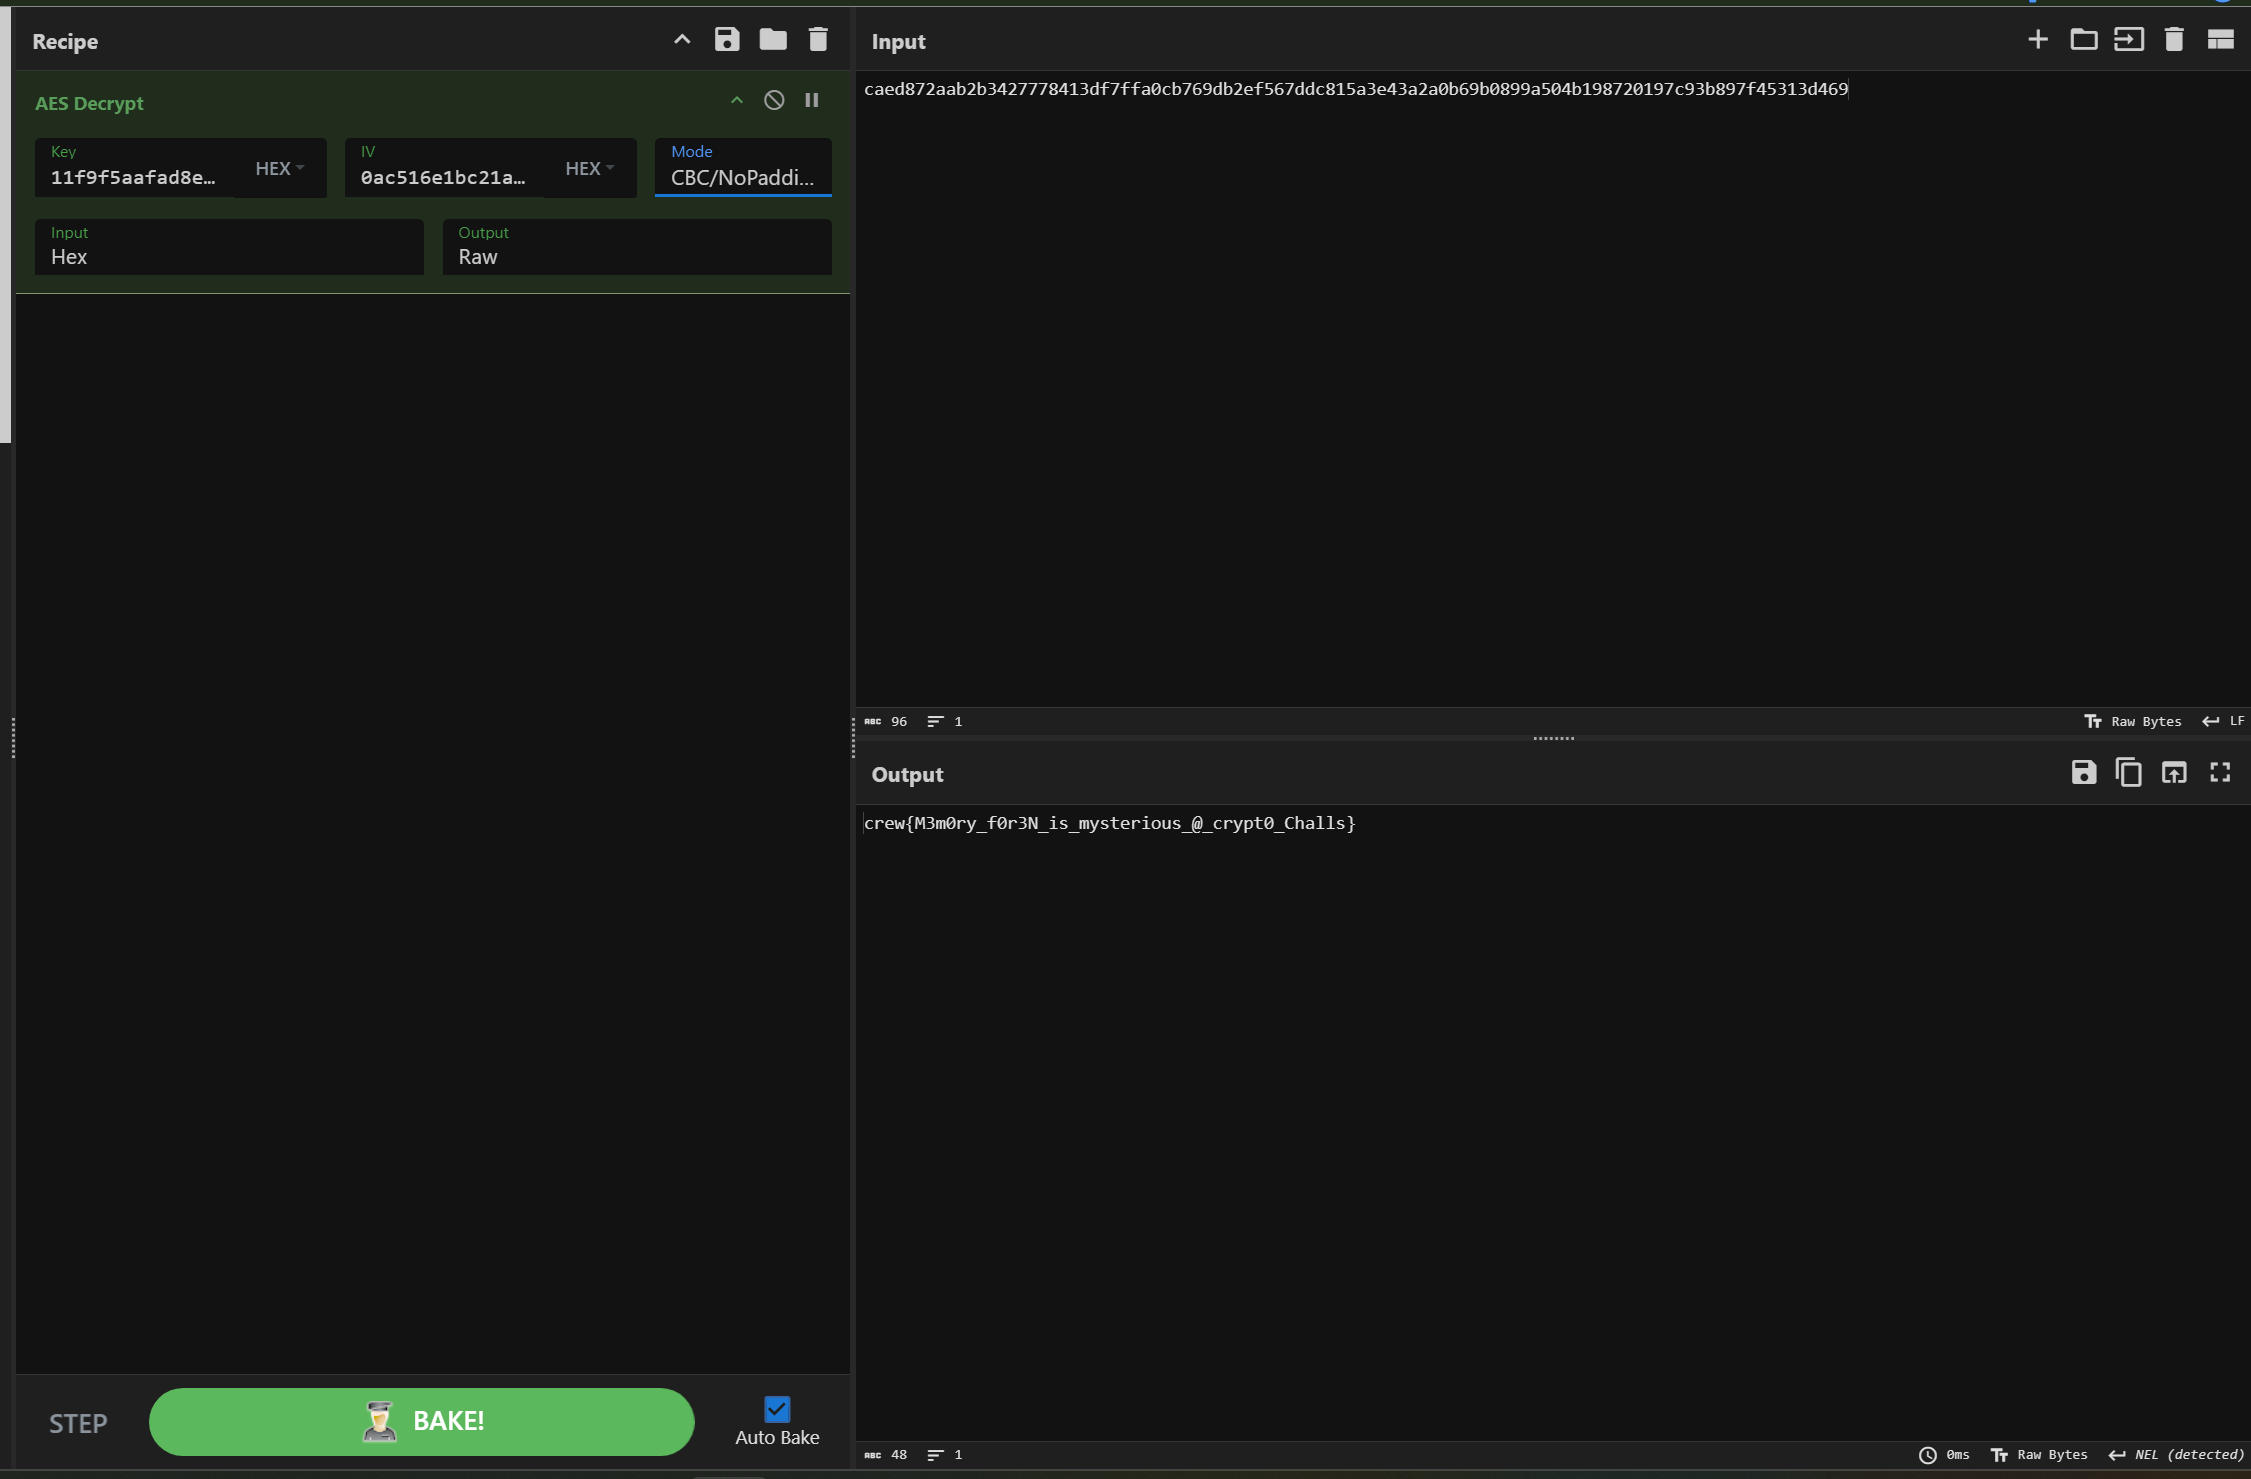 Recipe
AES Decrypt
Key
11f9f5aafad8e...
HEX
IV
0ac516e1bc21a...
HEX
Mode
CBC/NoPaddi...
Input
Hex
Output
Raw
STEP
BAKE!
Auto Bake
Input
caed872aab2b3427778413df7ffa0cb769db2ef567ddc815a3e43a2a0b69b0899a504b198720197c93b897f45313d469
ABC 96 1
Raw Bytes LF
Output
crew{M3m0ry_f0r3N_is_mysterious_@_crypt0_Challs}
ABC 48 1
0ms Raw Bytes NEL (detected)